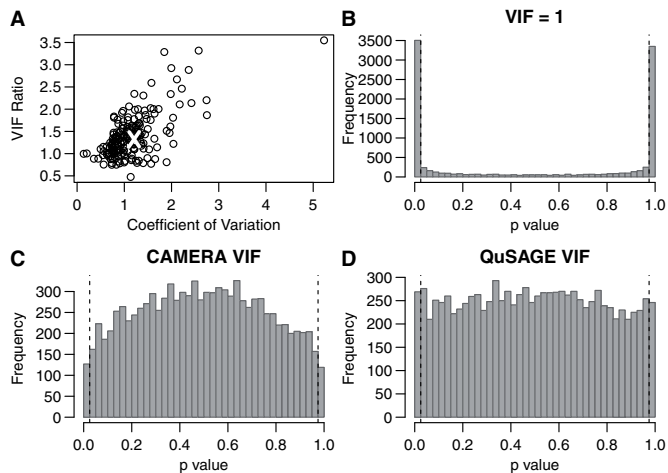 A
VIF Ratio
3.5
3.0
2.5
2.0
1.5
1.0
0.5
X
0 1 2 3 4 5
Coefficient of Variation
B
VIF = 1
Frequency
3500
3000
2500
2000
1500
1000
500
0
0.0 0.2 0.4 0.6 0.8 1.0
p value
C
CAMERA VIF
Frequency
300
250
200
150
100
50
0
0.0 0.2 0.4 0.6 0.8 1.0
p value
D
QuSAGE VIF
Frequency
300
250
200
150
100
50
0
0.0 0.2 0.4 0.6 0.8 1.0
p value